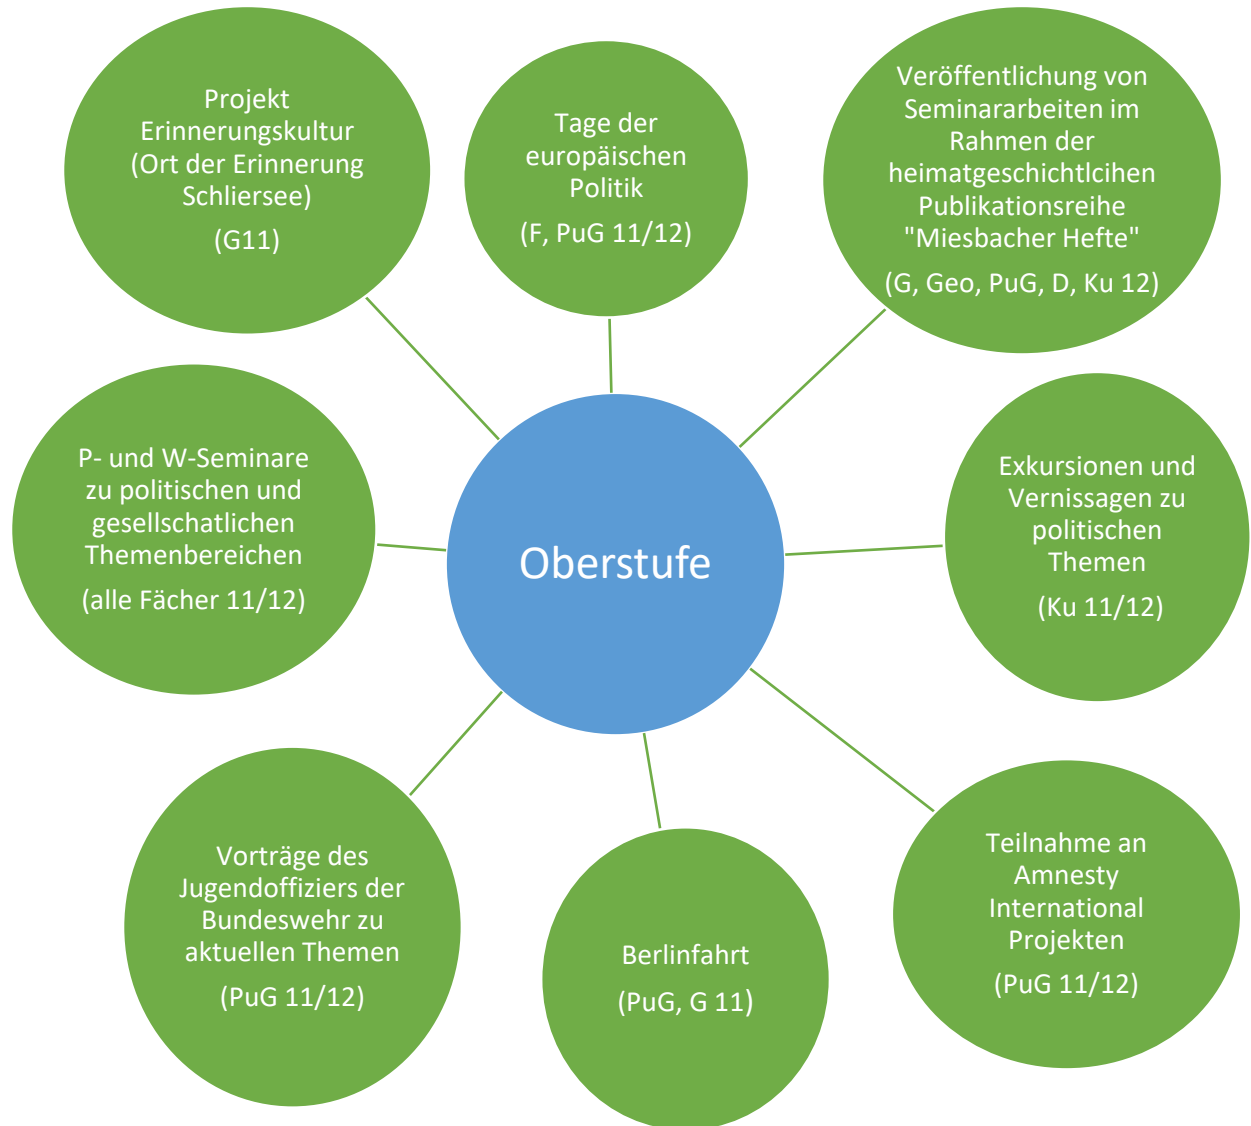 Projekt
Erinnerungskultur
(Ort der Erinnerung
Schliersee)
(G11)
Tage der
europäischen
Politik
(F, PuG 11/12)
Veröffentlichung von
Seminararbeiten im
Rahmen der
heimatgeschichtlcihen
Publikationsreihe
"Miesbacher Hefte"
(G, Geo, PuG, D, Ku 12)
P- und W-Seminare
zu politischen und
gesellschatlichen
Themenbereichen
(alle Fächer 11/12)
Oberstufe
Exkursionen und
Vernissagen zu
politischen
Themen
(Ku 11/12)
Vorträge des
Jugendoffiziers der
Bundeswehr zu
aktuellen Themen
(PuG 11/12)
Berlinfahrt
(PuG, G 11)
Teilnahme an
Amnesty
International
Projekten
(PuG 11/12)